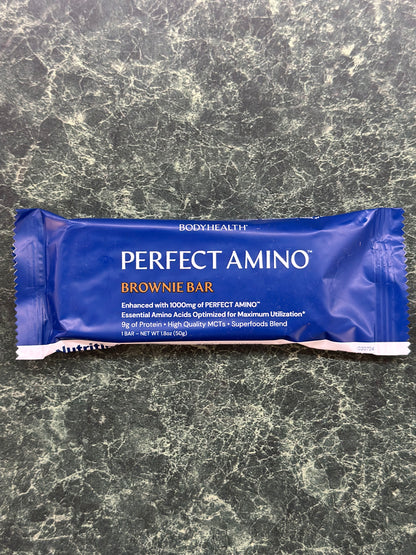 BODYHEALTH®
PERFECT AMINO™
BROWNIE BAR
Enhanced with 1000mg of PERFECT AMINO™
Essential Amino Acids Optimized for Maximum Utilization*
9g of Protein • High Quality MCTs • Superfoods Blend
1 BAR – NET WT 1.8oz (50g)